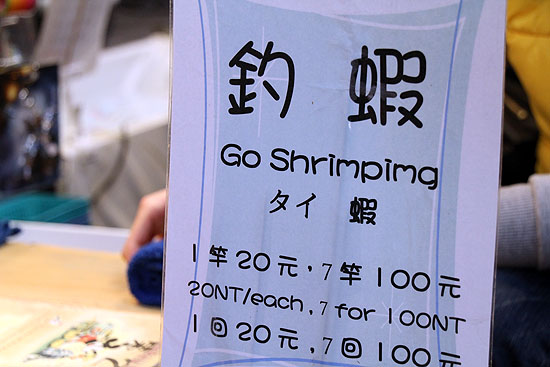 釣 蝦
Go Shrimpimg
タイ 蝦
1竿20元,7竿100元
20NT/each,7 for 100NT
1回20元,7回100元